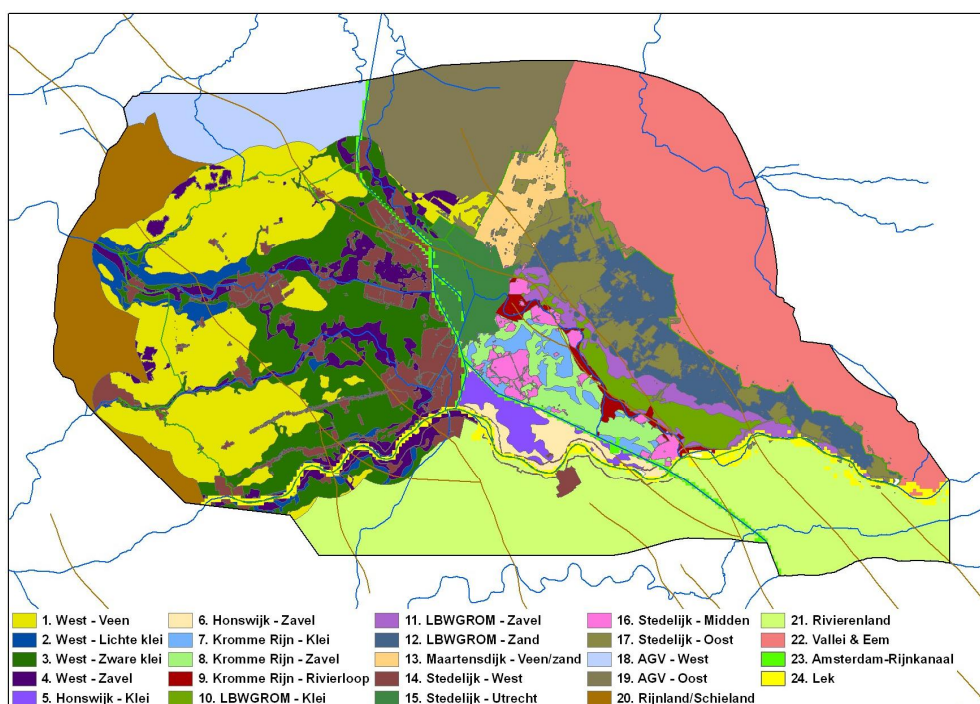 1. West - Veen
2. West - Lichte klei
3. West - Zware klei
4. West - Zavel
5. Honswijk - Klei
6. Honswijk - Zavel
7. Kromme Rijn - Klei
8. Kromme Rijn - Zavel
9. Kromme Rijn - Rivierloop
10. LBWGROM - Klei
11. LBWGROM - Zavel
12. LBWGROM - Zand
13. Maartensdijk - Veen/zand
14. Stedelijk - West
15. Stedelijk - Utrecht
16. Stedelijk - Midden
17. Stedelijk - Oost
18. AGV - West
19. AGV - Oost
20. Rijnland/Schieland
21. Rivierenland
22. Vallei & Eem
23. Amsterdam-Rijnkanaal
24. Lek